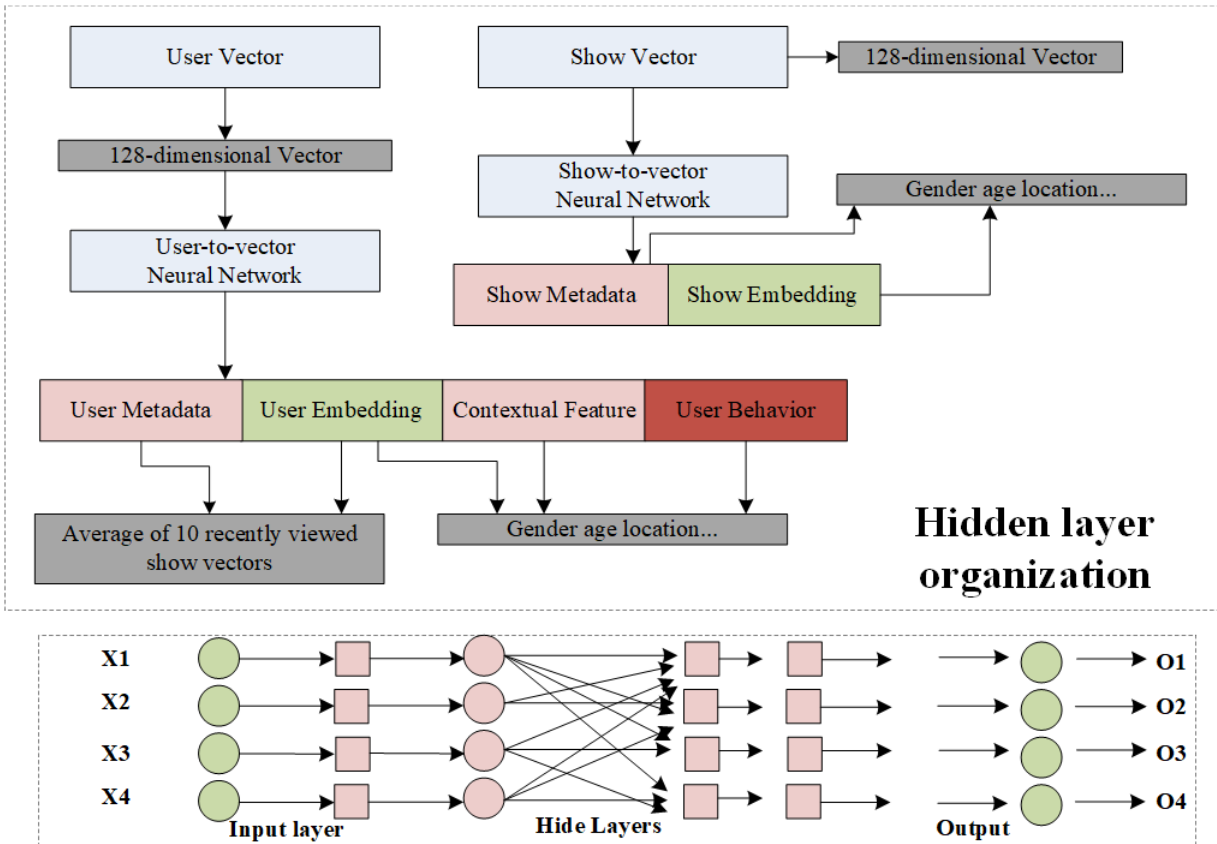 User Vector
Show Vector
128-dimensional Vector
128-dimensional Vector
Show-to-vector
Neural Network
Gender age location...
User-to-vector
Neural Network
Show Metadata
Show Embedding
User Metadata
User Embedding
Contextual Feature
User Behavior
Average of 10 recently viewed
show vectors
Gender age location...
Hidden layer
organization
X1
O1
X2
O2
X3
O3
X4
O4
Input layer
Hide Layers
Output